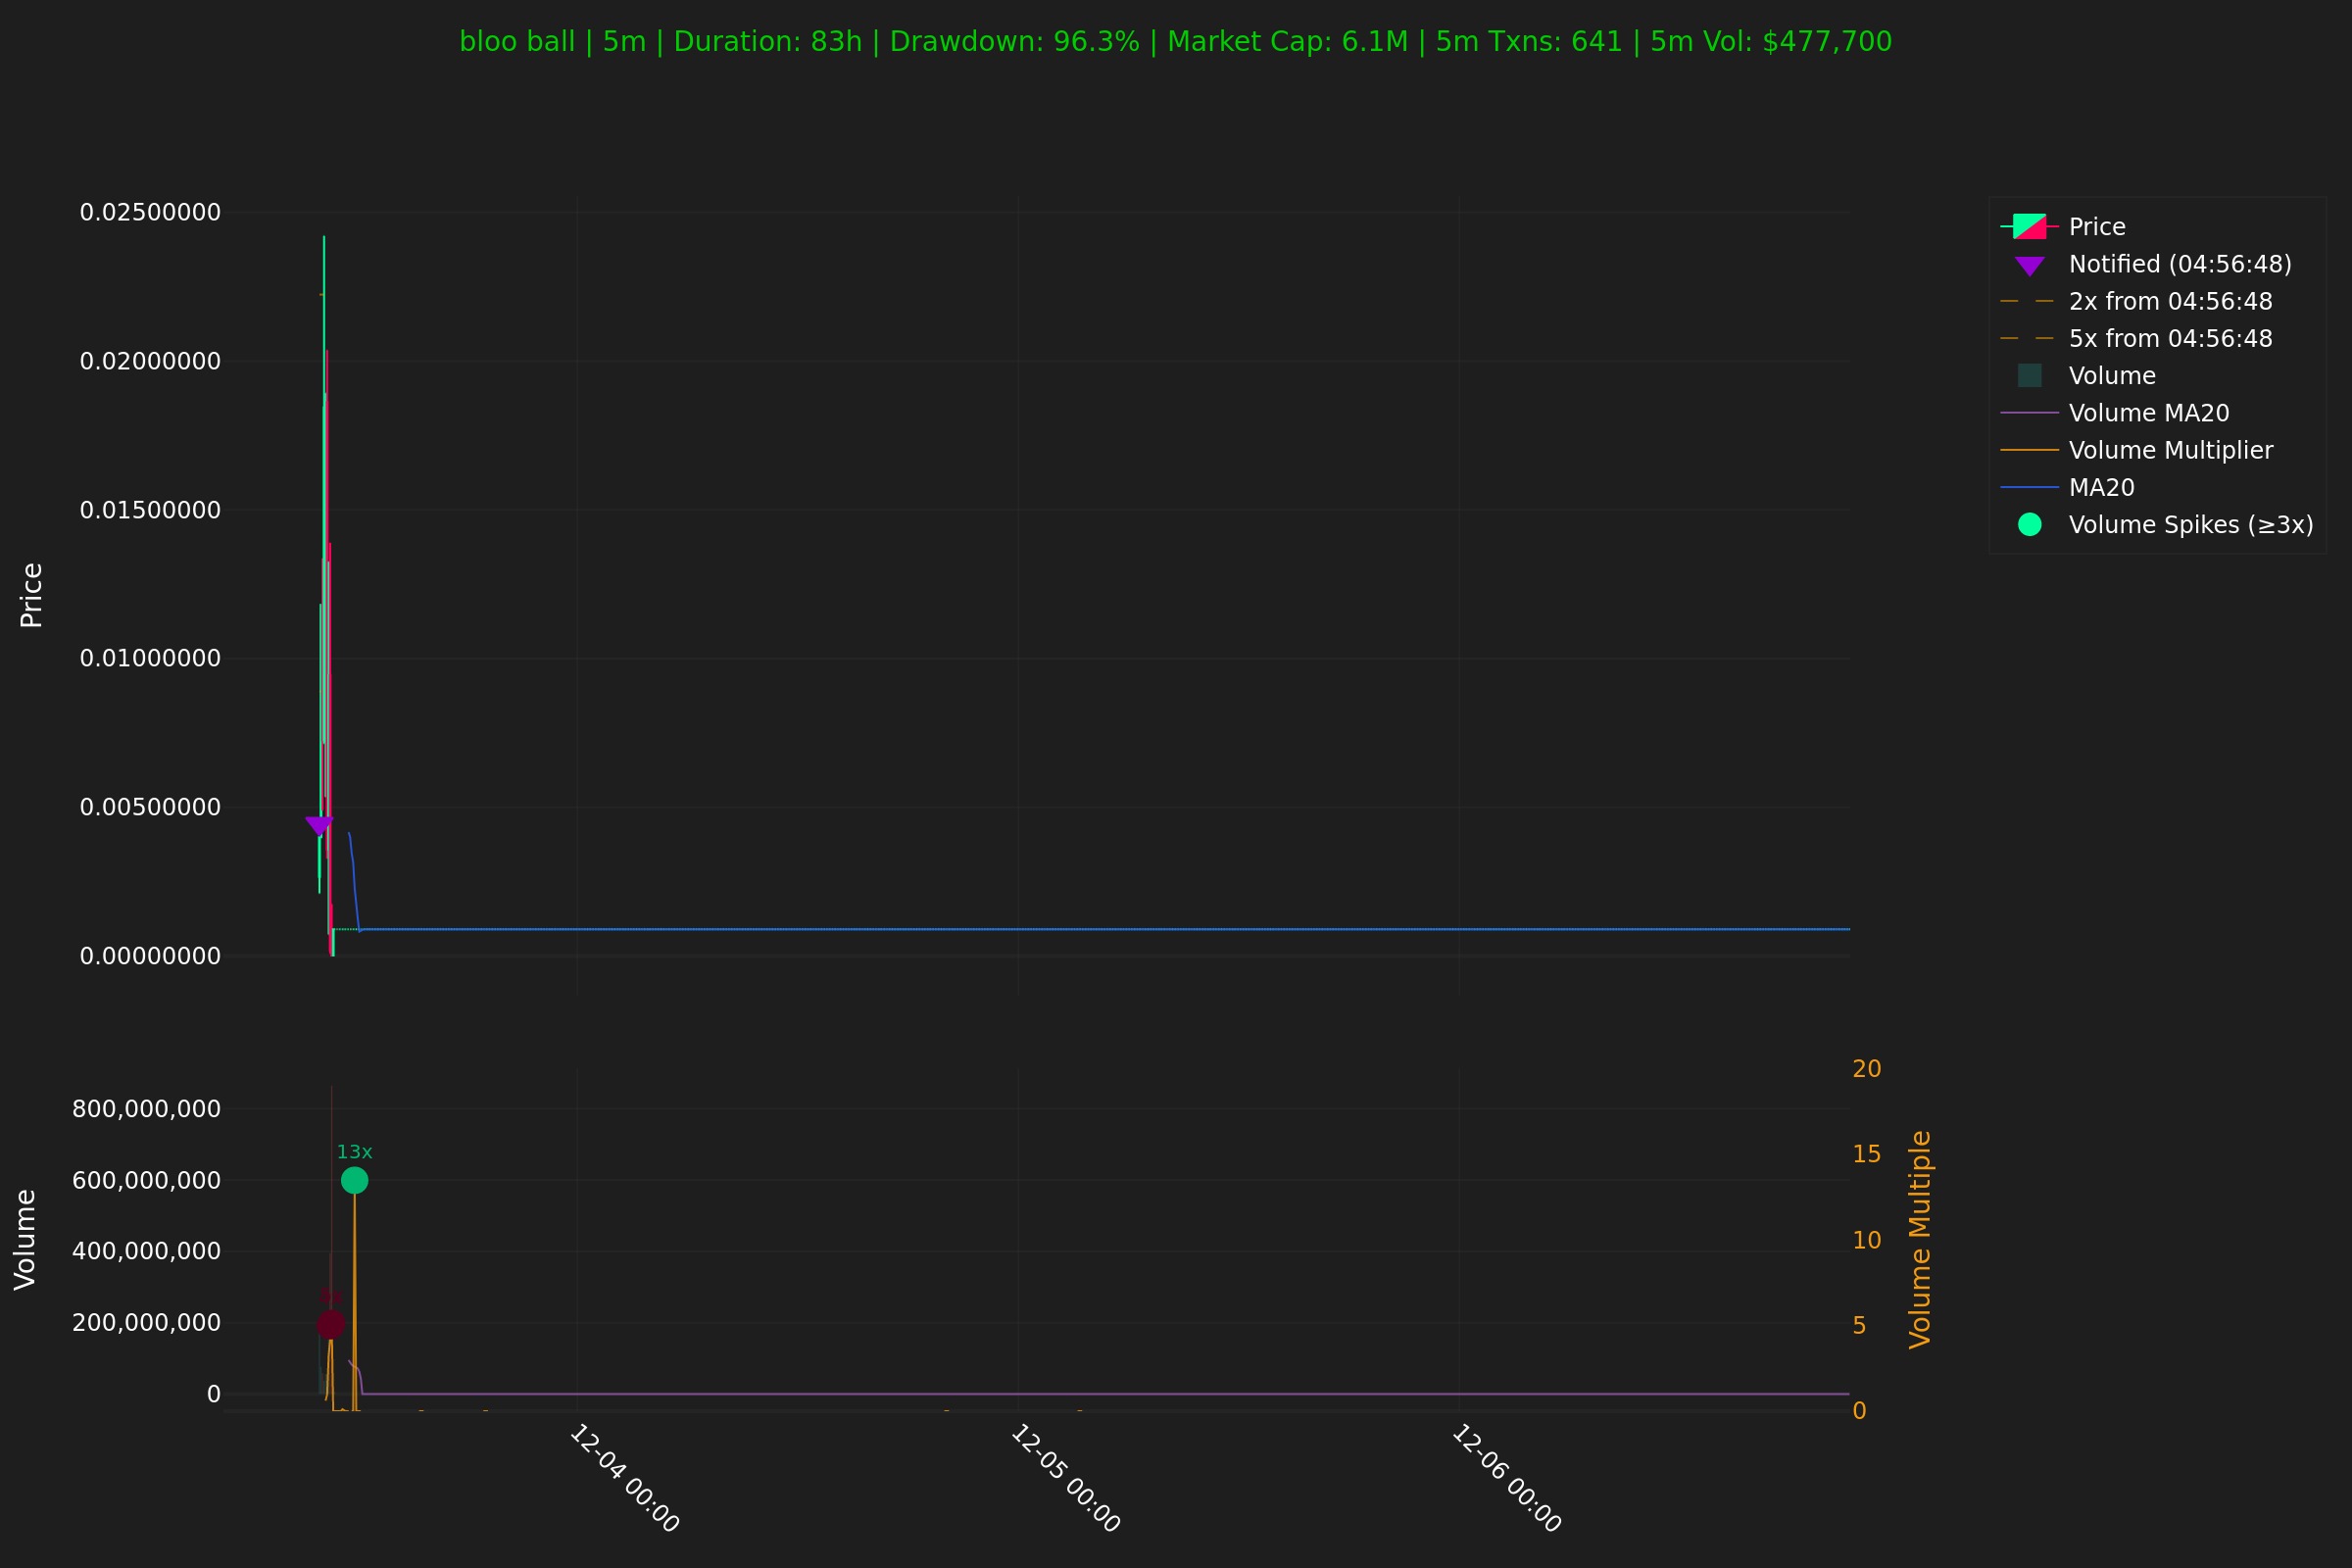 bloo ball | 5m | Duration: 83h | Drawdown: 96.3% | Market Cap: 6.1M | 5m Txns: 641 | 5m Vol: $477,700
Price
0.02500000
0.02000000
0.01500000
0.01000000
0.00500000
0.00000000
Price
Notified (04:56:48)
2x from 04:56:48
5x from 04:56:48
Volume
Volume MA20
Volume Multiplier
MA20
Volume Spikes (≥3x)
Volume
800,000,000
600,000,000
400,000,000
200,000,000
0
13x
20
15
10
5
0
Volume Multiple
12-04 00:00
12-05 00:00
12-06 00:00